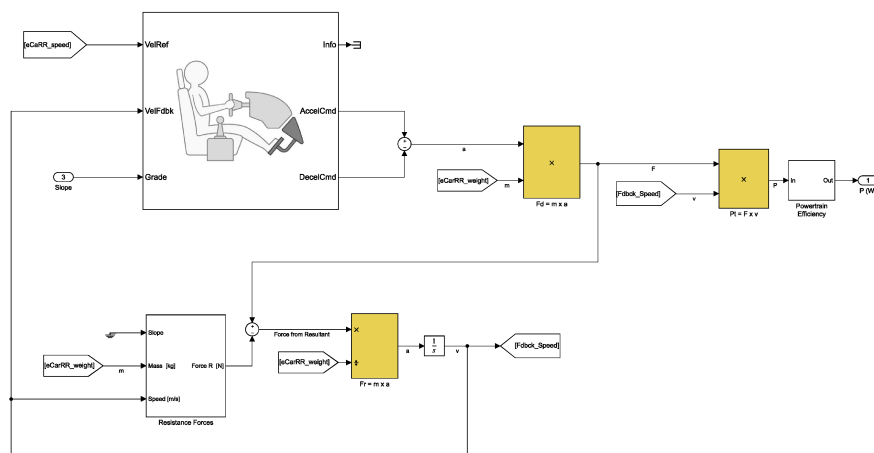 [eCaRR_speed]
VelRef
Info
VelFdbk
AccelCmd
Grade
DecelCmd
3
Slope
+
-
a
[eCarRR_weight]
m
×
Fd = m x a
F
[Fdbck_Speed]
v
×
Pt = F x v
P
In
Out
Powertrain
Efficiency
1
P (W
Slope
[eCarRR_weight]
m
Mass [kg]
Force R [N]
Speed [m/s]
Resistance Forces
+
-
Force from Resultant
[eCarRR_weight]
×
÷
Fr = m x a
a
1
s
v
[Fdbck_Speed]